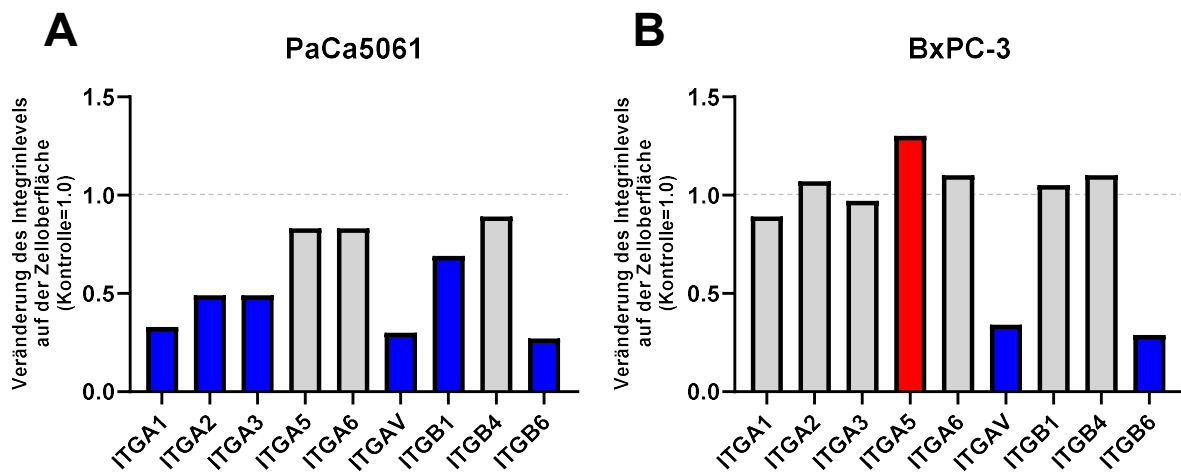 A
PaCa5061
Veränderung des Integrinlevels
auf der Zelloberfläche
(Kontrolle=1.0)
1.5
1.0
0.5
0.0
ITGA1
ITGA2
ITGA3
ITGA5
ITGA6
ITGAV
ITGB1
ITGB4
ITGB6
B
BxPC-3
Veränderung des Integrinlevels
auf der Zelloberfläche
(Kontrolle=1.0)
1.5
1.0
0.5
0.0
ITGA1
ITGA2
ITGA3
ITGA5
ITGA6
ITGAV
ITGB1
ITGB4
ITGB6